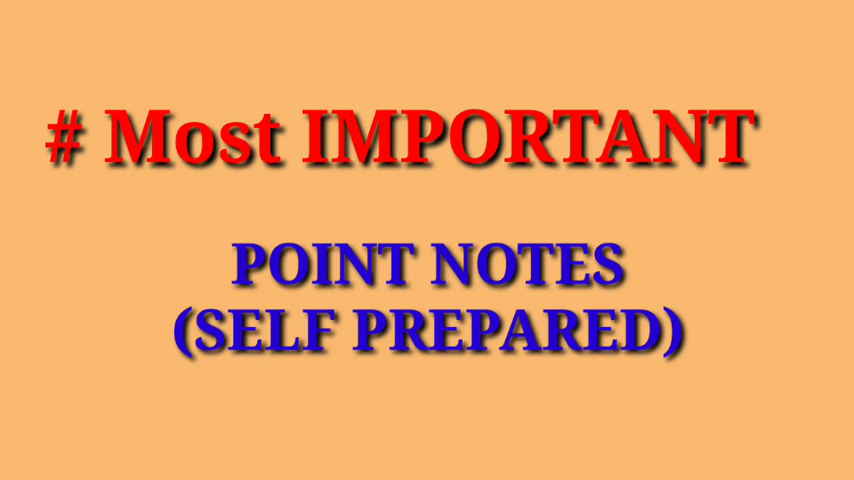 # Most IMPORTANT
POINT NOTES
(SELF PREPARED)